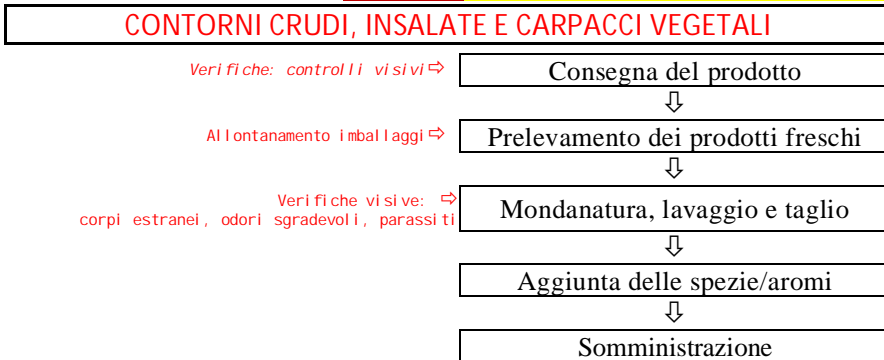 CONTORNI CRUDI, INSALATE E CARPACCI VEGETALI
Verifiche: controlli visivi⇨
Consegna del prodotto
⇩
Allontanamento imballaggi⇨
Prelevamento dei prodotti freschi
⇩
Verifiche visive: ⇨
corpi estranei, odori sgradevoli, parassiti
Mondanatura, lavaggio e taglio
⇩
Aggiunta delle spezie/aromi
⇩
Somministrazione